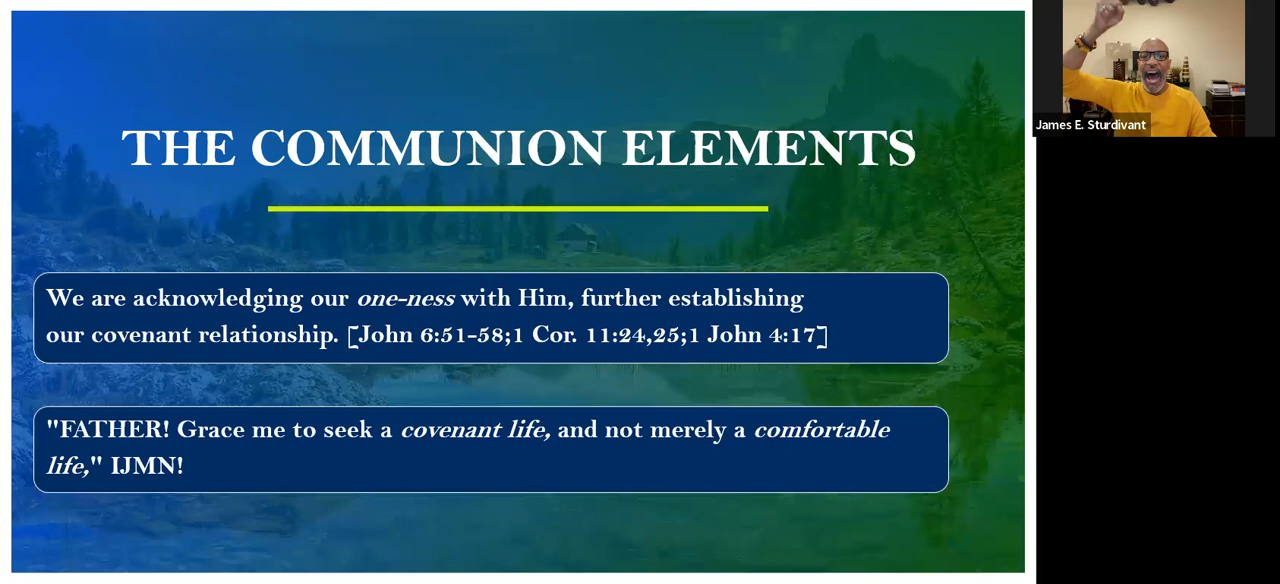 THE COMMUNION ELEMENTS
We are acknowledging our one-ness with Him, further establishing
our covenant relationship. [John 6:51-58;1 Cor. 11:24,25;1 John 4:17]
"FATHER! Grace me to seek a covenant life, and not merely a comfortable
life," IJMN!
James E. Sturdivant